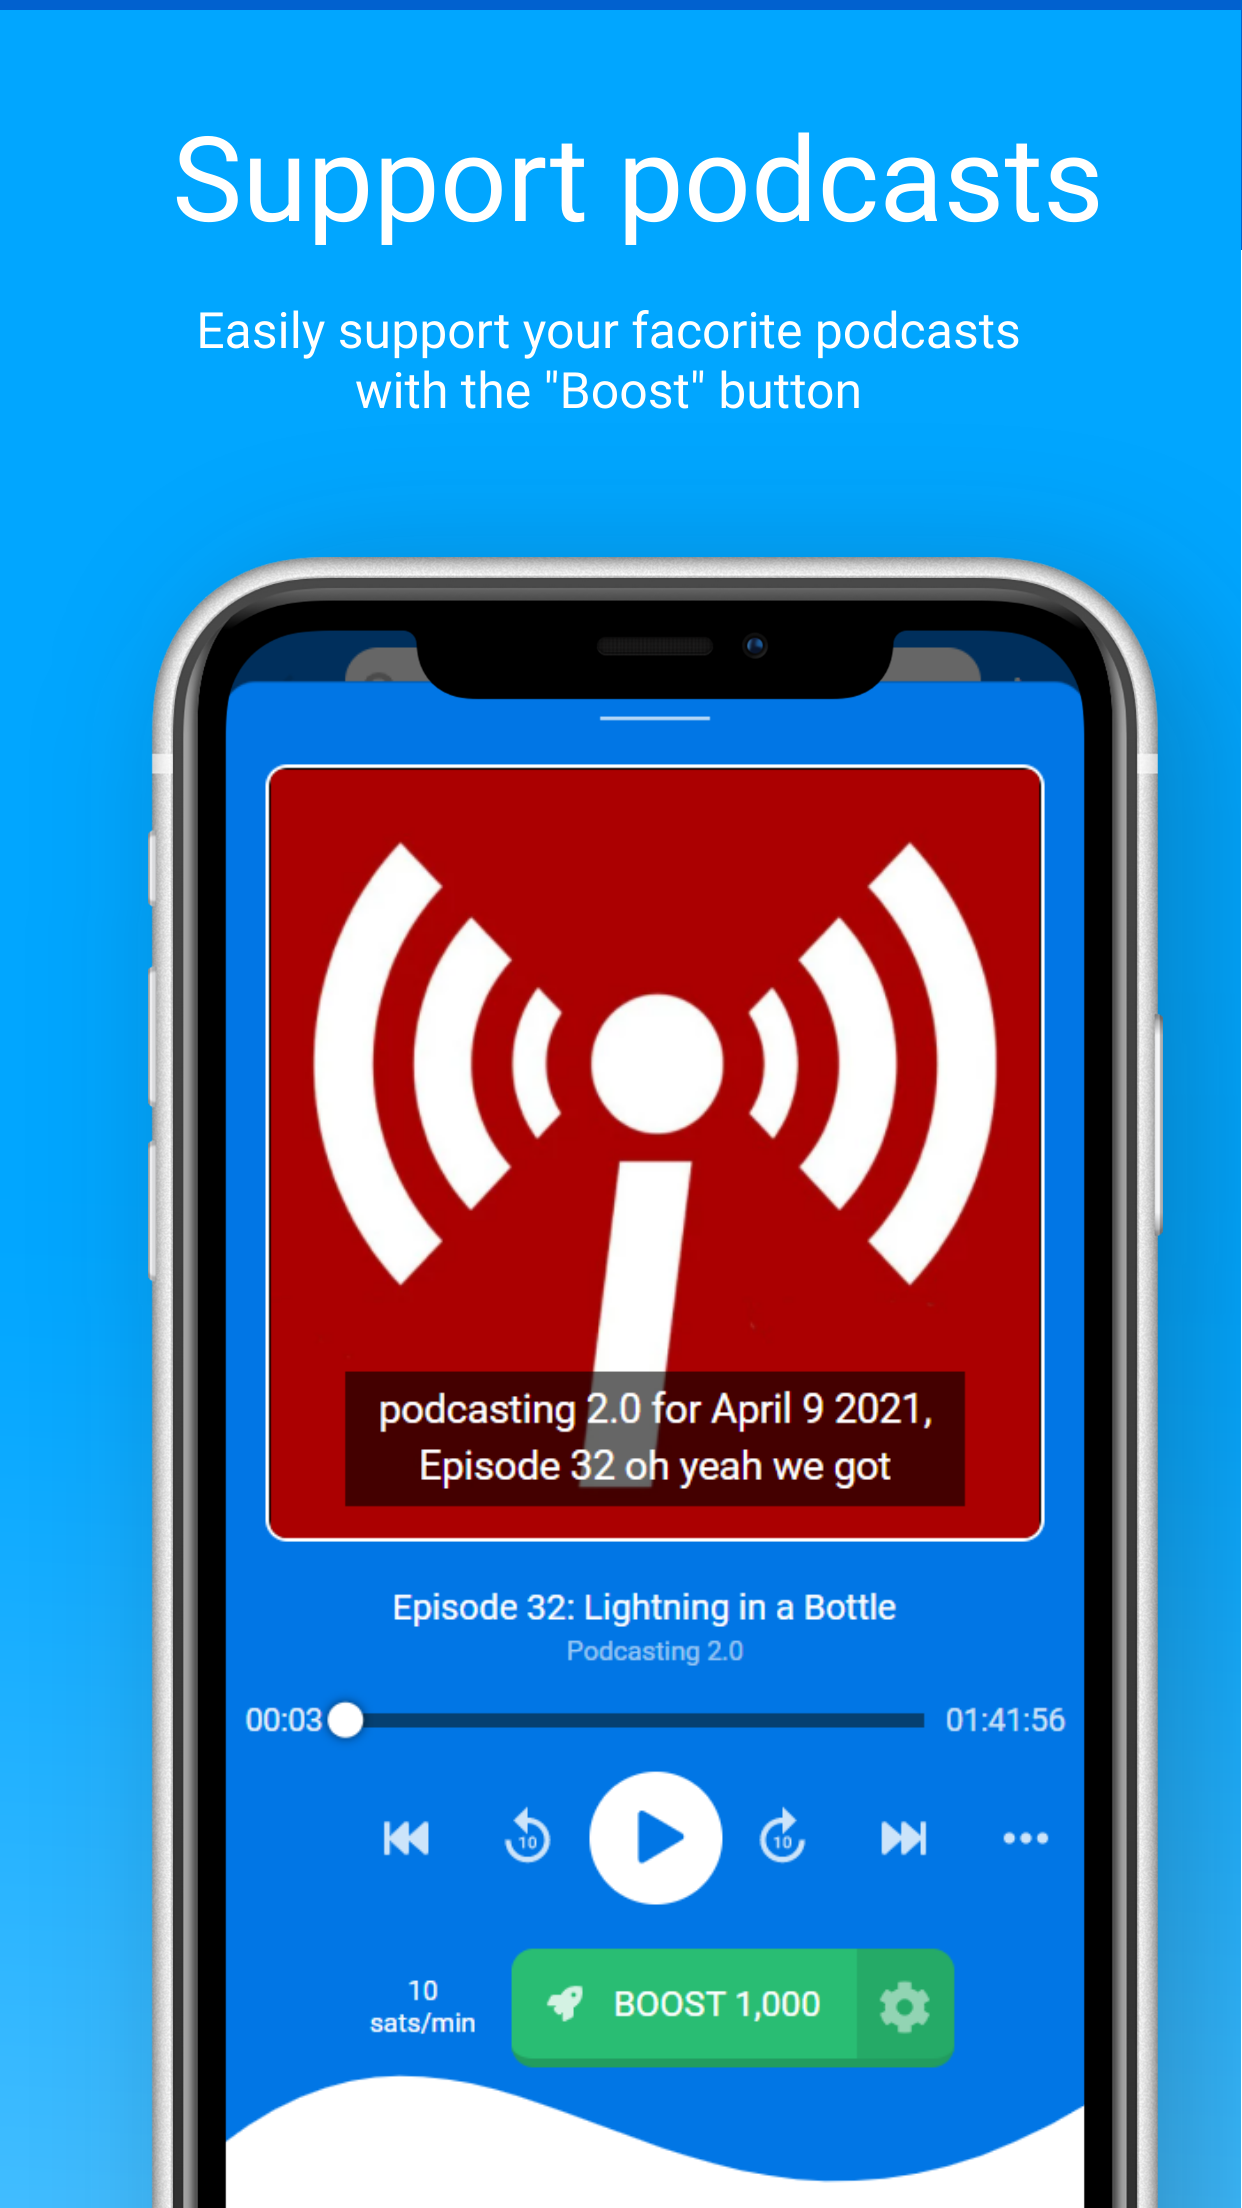 Support podcasts
Easily support your facorite podcasts
with the "Boost" button
podcasting 2.0 for April 9 2021,
Episode 32 oh yeah we got
Episode 32: Lightning in a Bottle
Podcasting 2.0
00:03
01:41:56
10
10
10
sats/min
BOOST 1,000